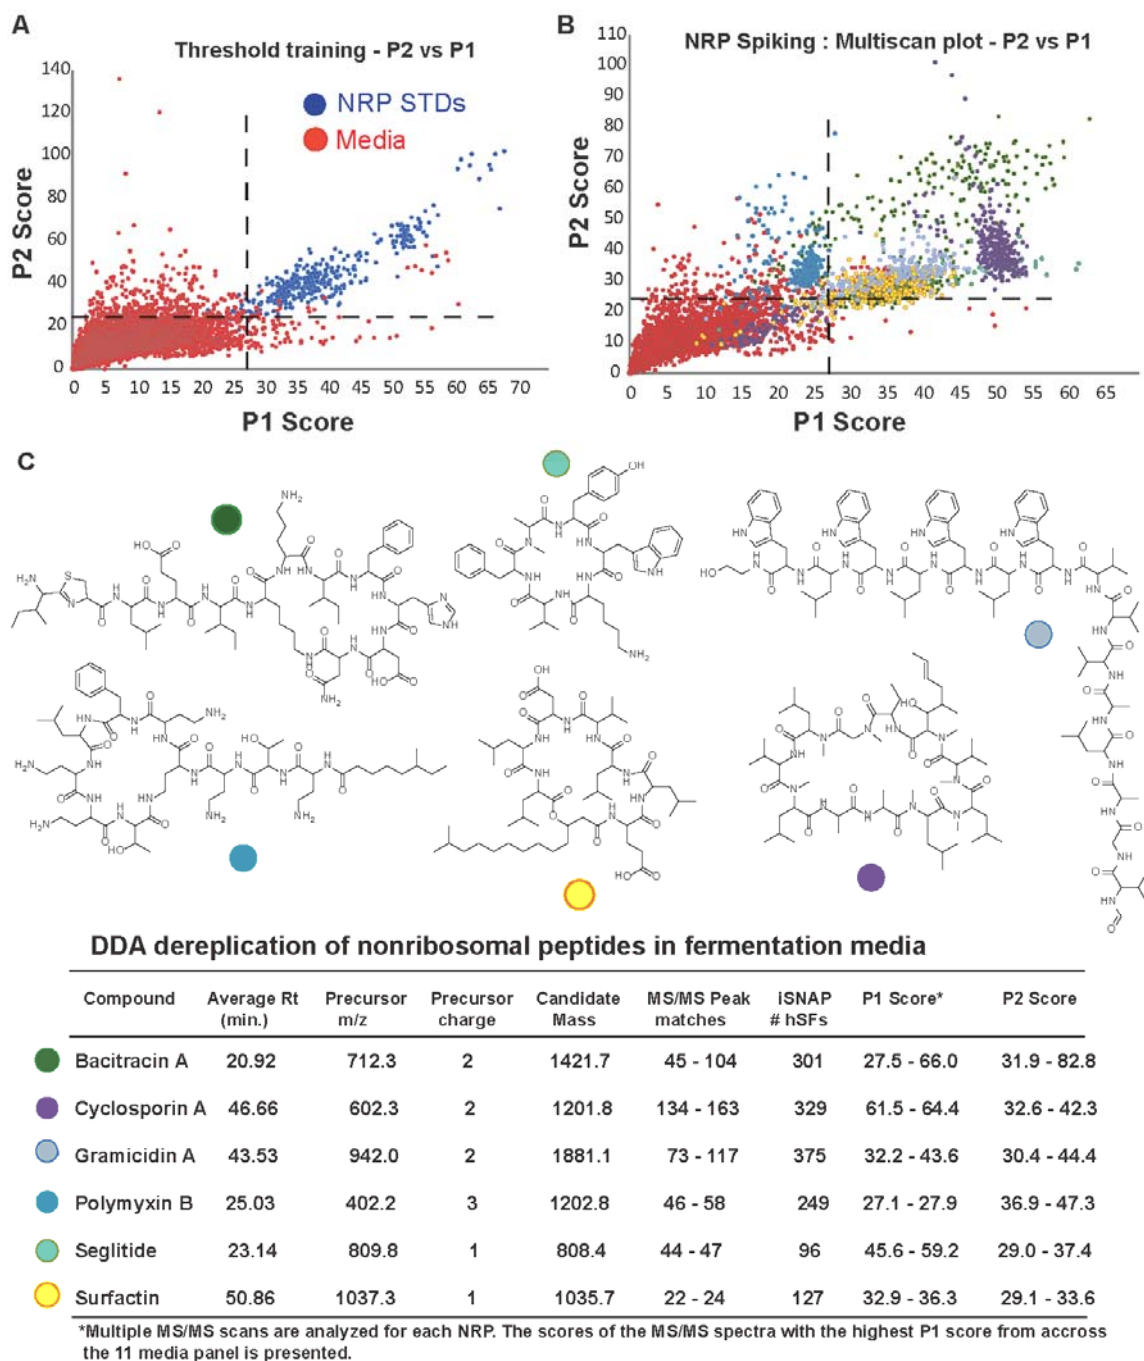 A
Threshold training - P2 vs P1
140
120
100
80
60
40
20
0
P2 Score
NRP STDs
Media
0 5 10 15 20 25 30 35 40 45 50 55 60 65 70
P1 Score
B
NRP Spiking : Multiscan plot - P2 vs P1
110
100
90
80
70
60
50
40
30
20
10
0
P2 Score
0 5 10 15 20 25 30 35 40 45 50 55 60 65
P1 Score
C
DDA dereplication of nonribosomal peptides in fermentation media
Compound Average Rt (min.) Precursor m/z Precursor charge Candidate Mass MS/MS Peak matches iSNAP # hSFs P1 Score* P2 Score
Bacitracin A 20.92 712.3 2 1421.7 45 - 104 301 27.5 - 66.0 31.9 - 82.8
Cyclosporin A 46.66 602.3 2 1201.8 134 - 163 329 61.5 - 64.4 32.6 - 42.3
Gramicidin A 43.53 942.0 2 1881.1 73 - 117 375 32.2 - 43.6 30.4 - 44.4
Polymyxin B 25.03 402.2 3 1202.8 46 - 58 249 27.1 - 27.9 36.9 - 47.3
Seglitide 23.14 809.8 1 808.4 44 - 47 96 45.6 - 59.2 29.0 - 37.4
Surfactin 50.86 1037.3 1 1035.7 22 - 24 127 32.9 - 36.3 29.1 - 33.6
*Multiple MS/MS scans are analyzed for each NRP. The scores of the MS/MS spectra with the highest P1 score from accross
the 11 media panel is presented.